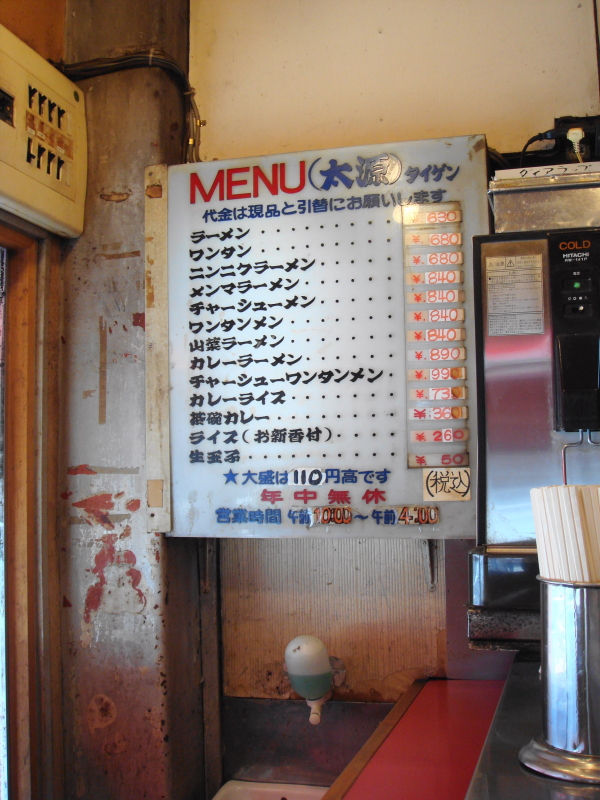 MENU(太源)タイゲン
代金は現品と引替にお願いします
ラーメン ¥630
ワンタン ¥680
ニンニクラーメン ¥.680
メンマラーメン ¥.840
チャーシューメン ¥.840
ワンタンメン ¥.840
山菜ラーメン ¥.840
カレーラーメン ¥.890
チャーシューワンタンメン ¥.990
カレーライズ ¥.730
茶碗カレー ¥.360
ライズ(お新香付) ¥.260
生玉子 ¥ 50
★大盛は110円高です (税込)
年中無休
営業時間 午前10:00〜午前4:00
COLD
HITACHI